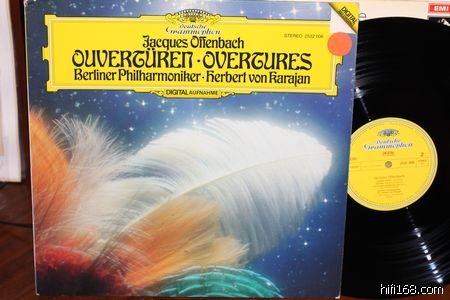 Deutsche
Grammophon
DIGITAL
STEREO 2532 006
Jacques Offenbach
OUVERTÜREN · OVERTURES
Berliner Philharmoniker · Herbert von Karajan
DIGITAL AUFNAHME
EMI
Deutsche
Grammophon
2
hifi168.com